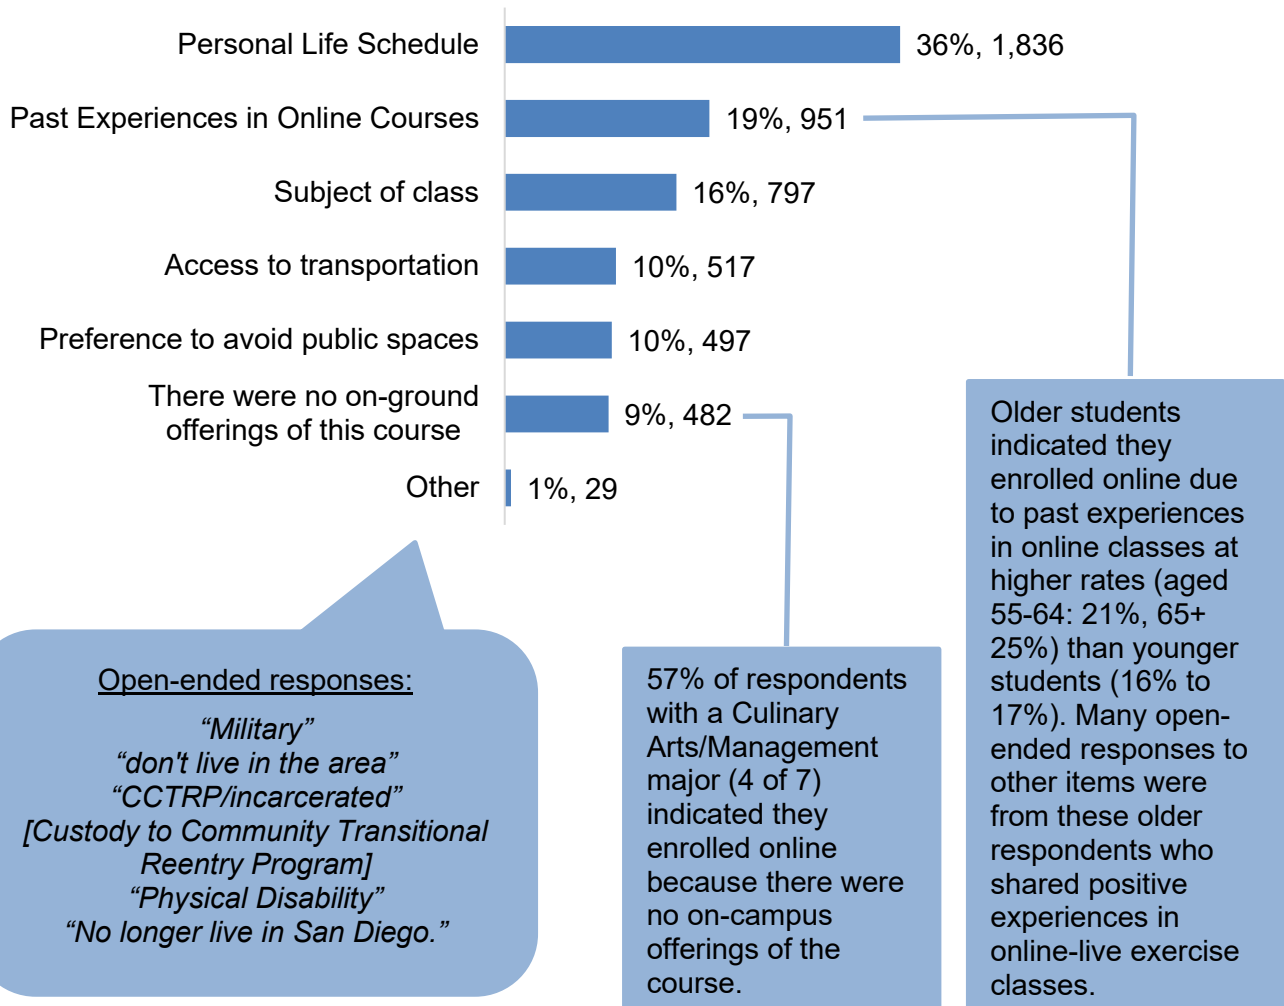 Personal Life Schedule 36%, 1,836
Past Experiences in Online Courses 19%, 951
Subject of class 16%, 797
Access to transportation 10%, 517
Preference to avoid public spaces 10%, 497
There were no on-ground
offerings of this course 9%, 482
Other 1%, 29
Open-ended responses:
“Military”
“don't live in the area”
“CCTRP/incarcerated”
[Custody to Community Transitional
Reentry Program]
“Physical Disability”
“No longer live in San Diego.”
57% of respondents
with a Culinary
Arts/Management
major (4 of 7)
indicated they
enrolled online
because there were
no on-campus
offerings of the
course.
Older students
indicated they
enrolled online due
to past experiences
in online classes at
higher rates (aged
55-64: 21%, 65+
25%) than younger
students (16% to
17%). Many open-
ended responses to
other items were
from these older
respondents who
shared positive
experiences in
online-live exercise
classes.